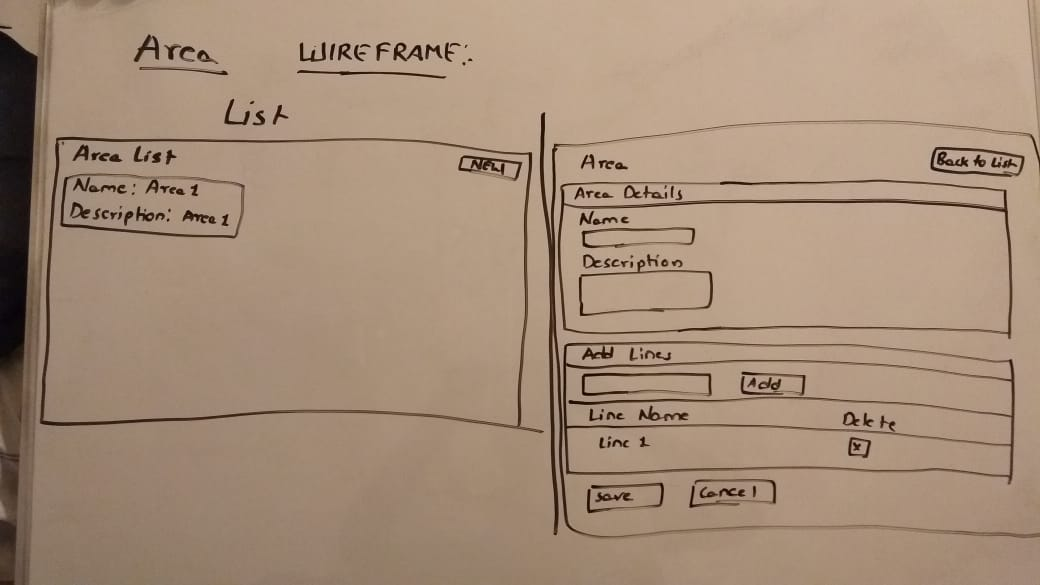 Area WIREFRAME:
List
Area List
NEW
Name: Area 1
Description: Area 1
Area
Back to List
Area Details
Name
Description
Add Lines
Add
Line Name Delete
Line 1 x
Save Cancel